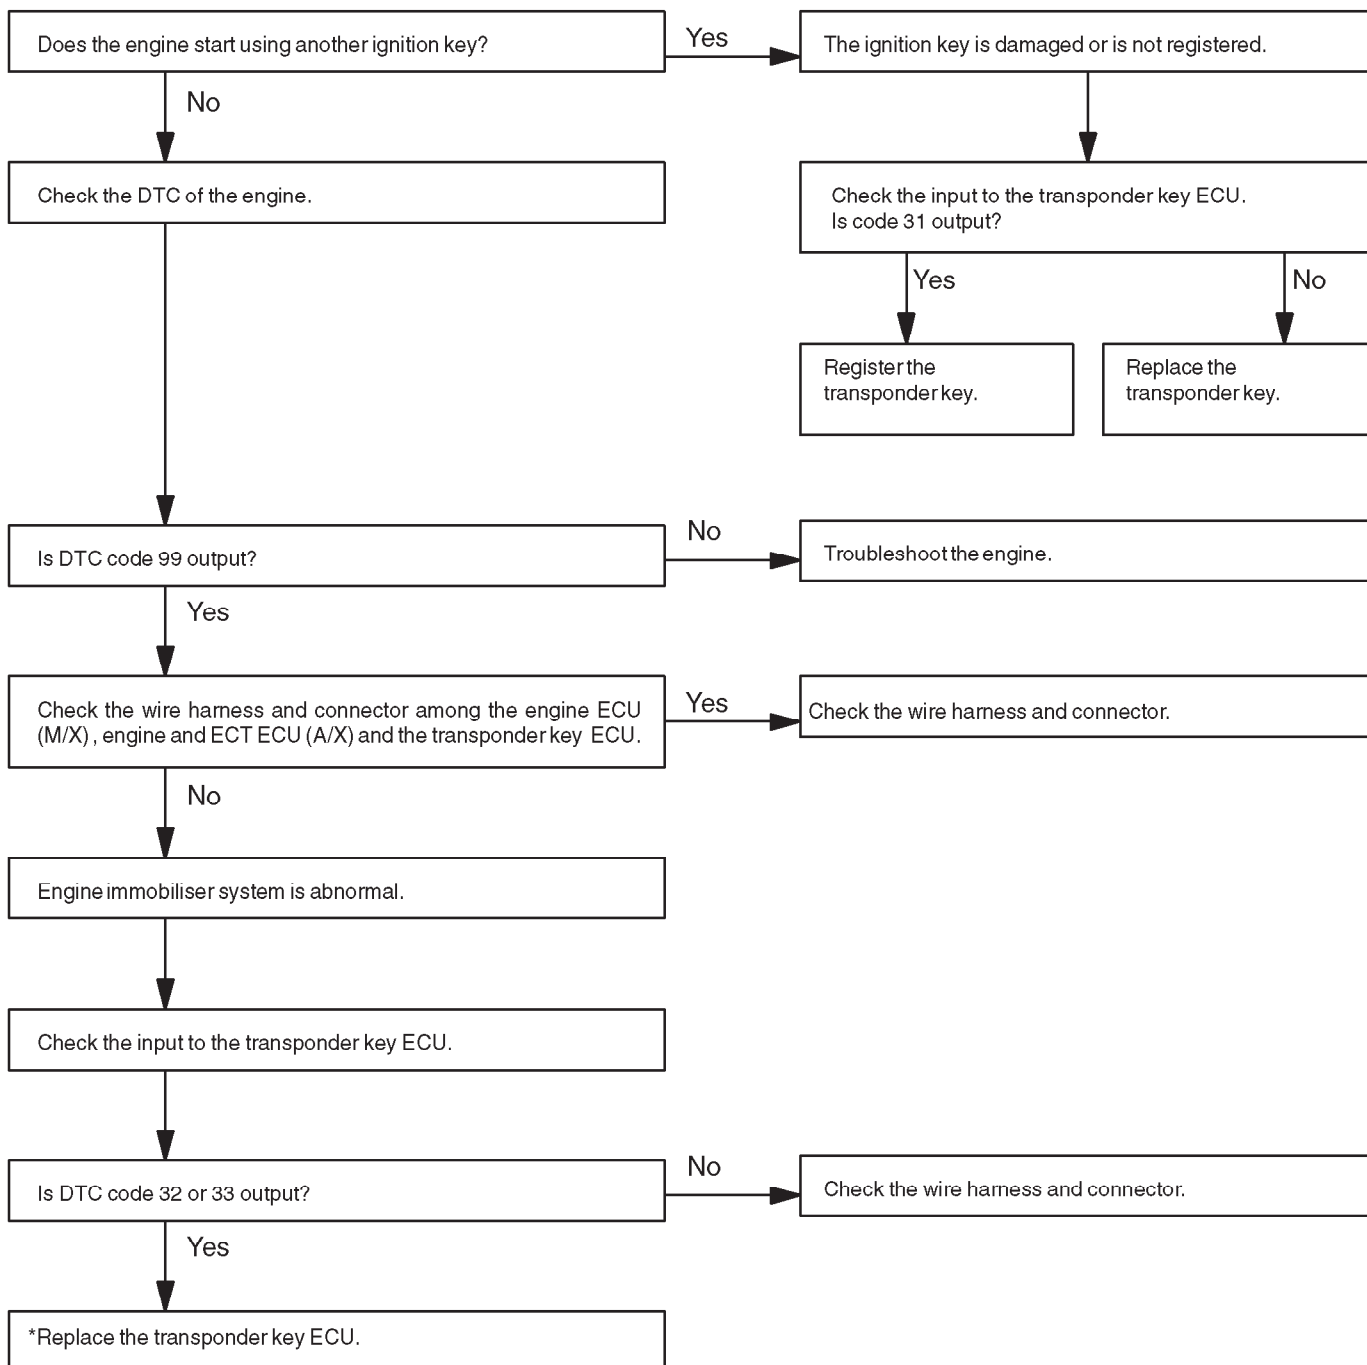 Does the engine start using another ignition key?
Yes
The ignition key is damaged or is not registered.
No
Check the DTC of the engine.
Check the input to the transponder key ECU.
Is code 31 output?
Yes
No
Register the
transponder key.
Replace the
transponder key.
Is DTC code 99 output?
No
Troubleshoot the engine.
Yes
Check the wire harness and connector among the engine ECU
(M/X) , engine and ECT ECU (A/X) and the transponder key ECU.
Yes
Check the wire harness and connector.
No
Engine immobiliser system is abnormal.
Check the input to the transponder key ECU.
Is DTC code 32 or 33 output?
No
Check the wire harness and connector.
Yes
*Replace the transponder key ECU.